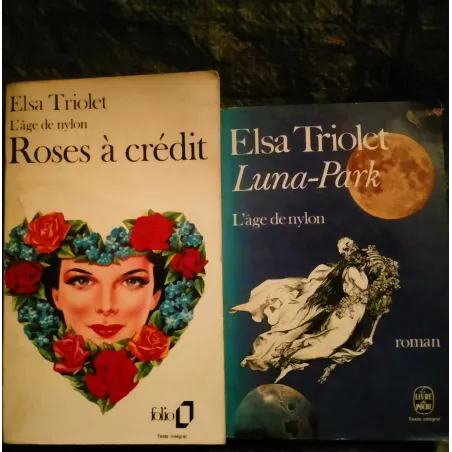 Elsa Triolet
L'âge de nylon
Roses à crédit
folio
Texte intégral
Elsa Triolet
Luna-Park
L'âge de nylon
roman
LE LIVRE DE POCHE
Texte intégral